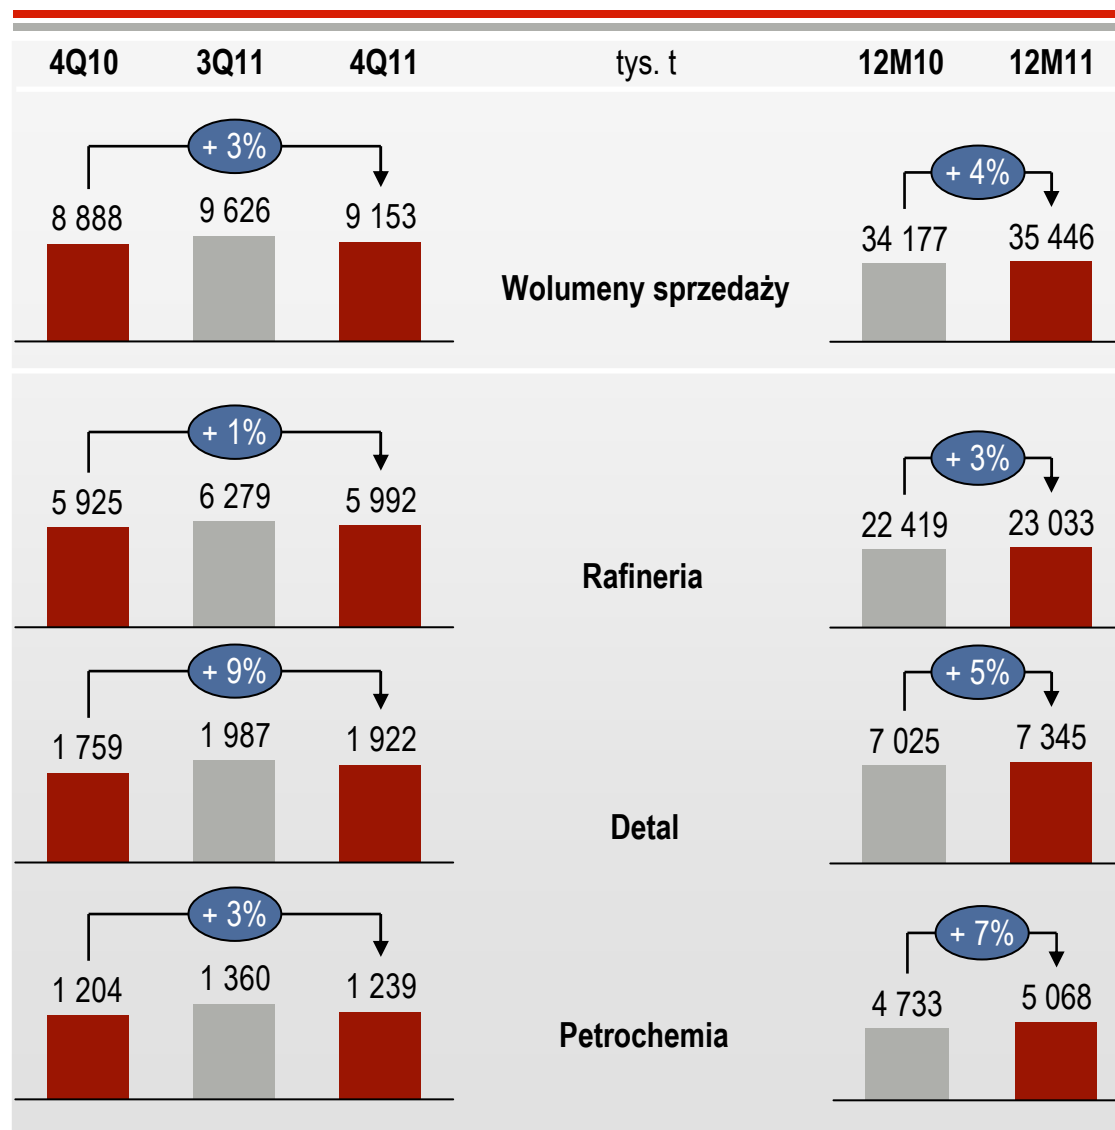 4Q10 3Q11 4Q11 tys. t 12M10 12M11
+ 3%
+ 4%
8 888 9 626 9 153
34 177 35 446
Wolumeny sprzedaży
+ 1%
+ 3%
5 925 6 279 5 992
22 419 23 033
Rafineria
+ 9%
+ 5%
1 759 1 987 1 922
7 025 7 345
Detal
+ 3%
+ 7%
1 204 1 360 1 239
4 733 5 068
Petrochemia